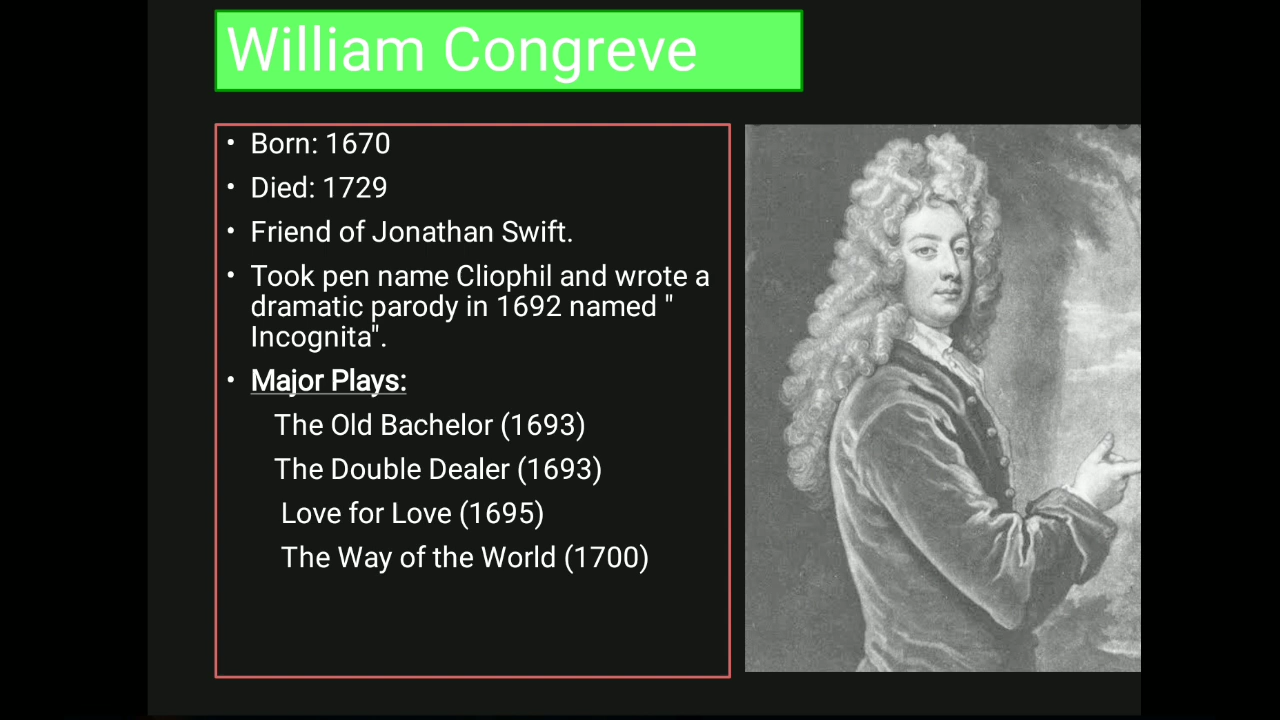 William Congreve
• Born: 1670
• Died: 1729
• Friend of Jonathan Swift.
• Took pen name Cliophil and wrote a
dramatic parody in 1692 named "
Incognita".
• Major Plays:
The Old Bachelor (1693)
The Double Dealer (1693)
Love for Love (1695)
The Way of the World (1700)